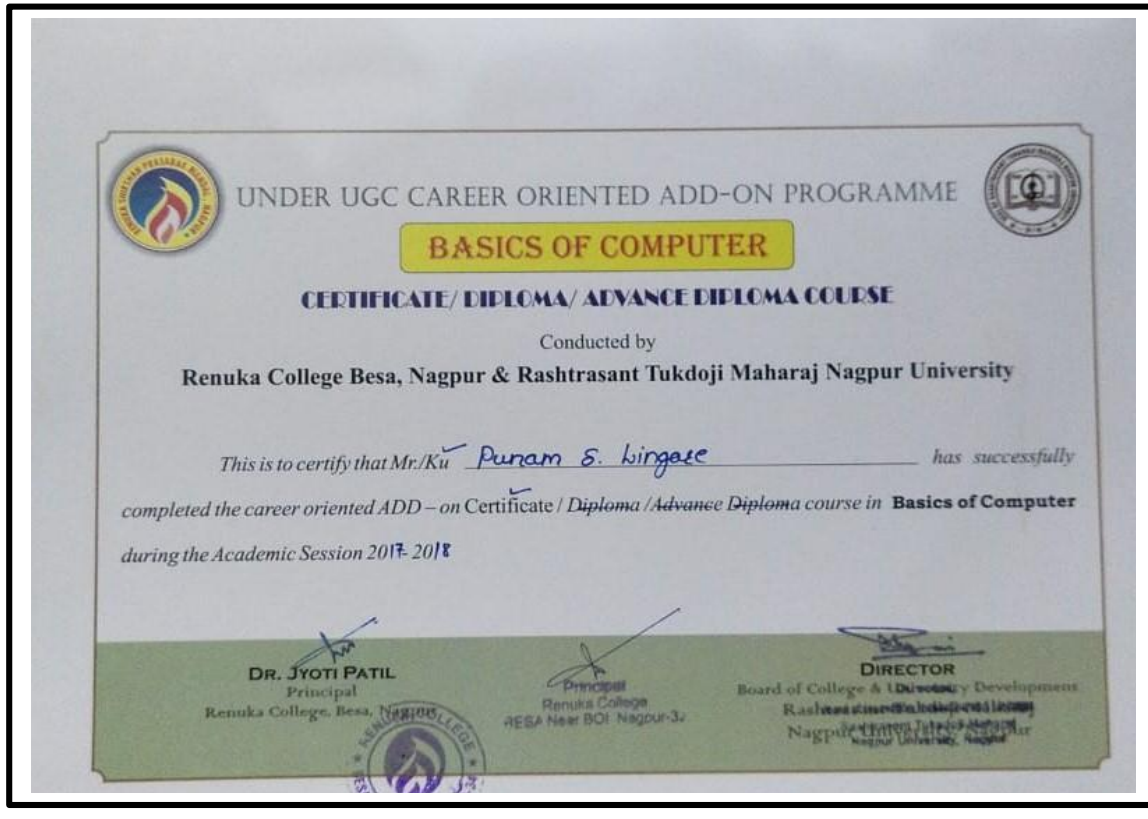 UNDER UGC CAREER ORIENTED ADD-ON PROGRAMME
BASICS OF COMPUTER
CERTIFICATE/ DIPLOMA/ ADVANCE DIPLOMA COURSE
Conducted by
Renuka College Besa, Nagpur & Rashtrasant Tukdoji Maharaj Nagpur University
This is to certify that Mr./Ku Punam S. Lingase has successfully
completed the career oriented ADD – on Certificate / Diploma /Advance Diploma course in Basics of Computer
during the Academic Session 2017-2018
DR. JYOTI PATIL
Principal
Renuka College, Besa, Nagpur
RENUKA COLLEGE
Principal
Renuka College
BESA Near BOI Nagpur-3
DIRECTOR
Board of College & University Development
Nagpur University, Nagpur